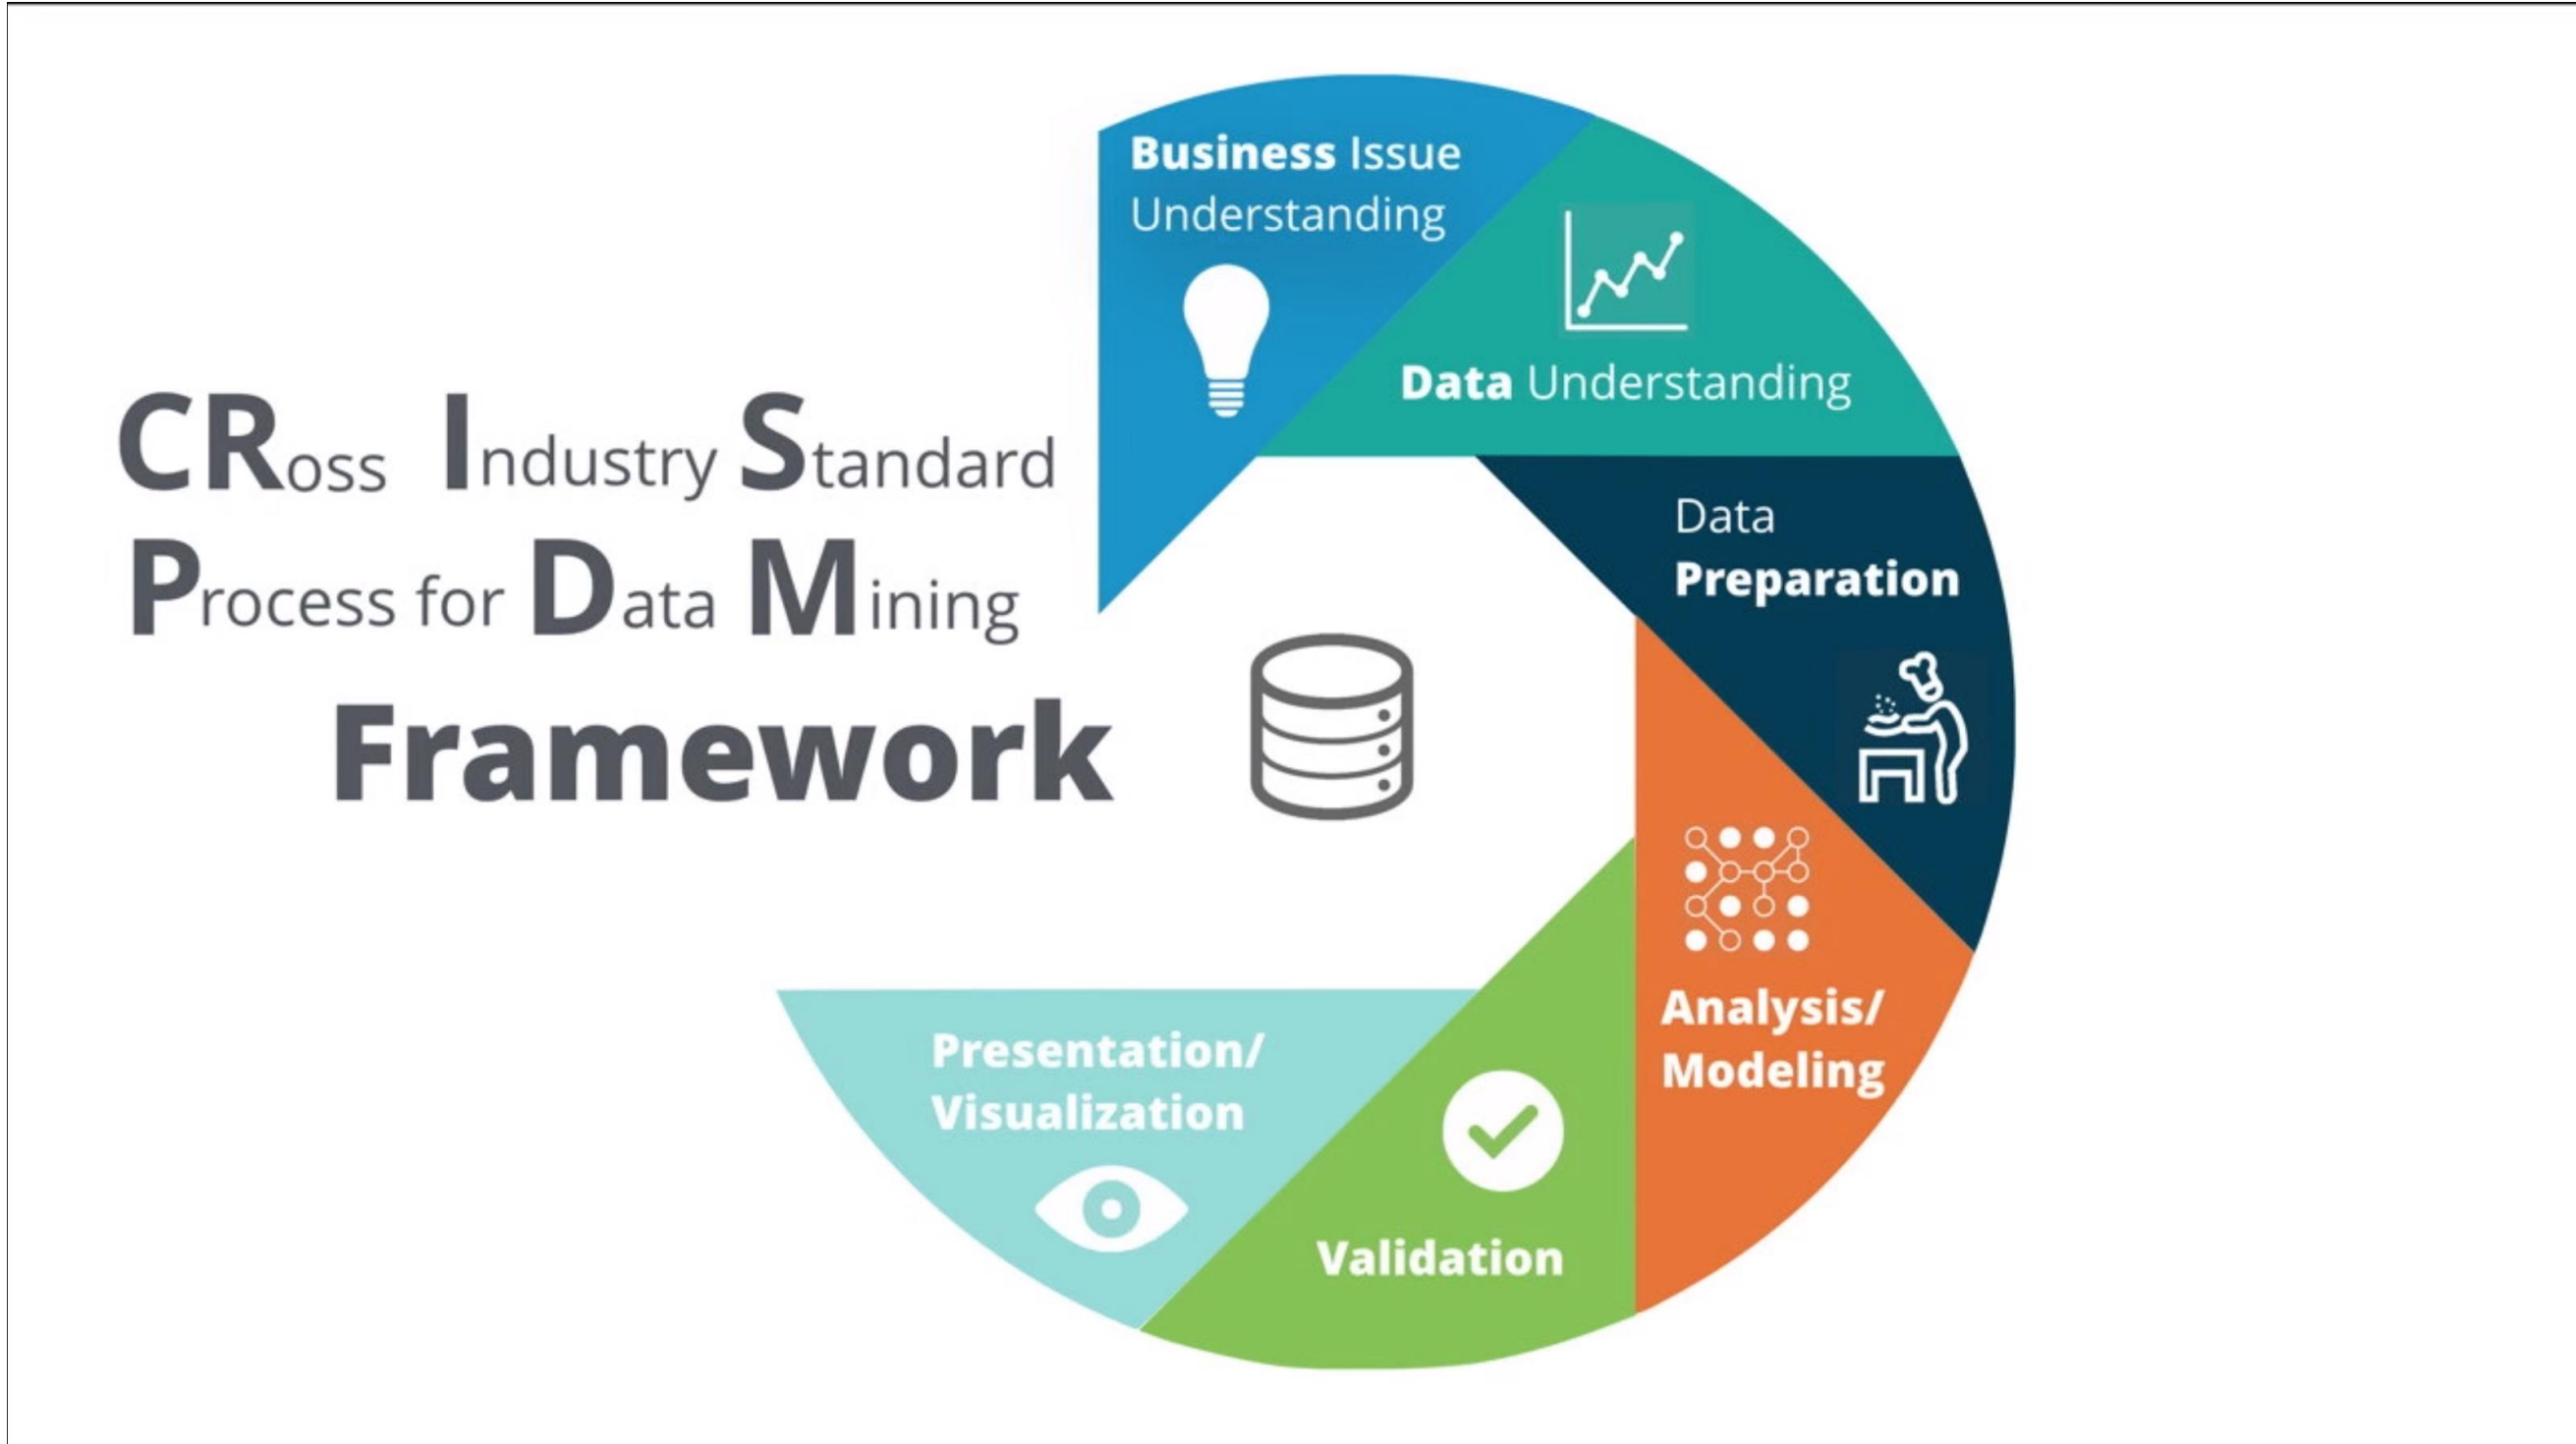 CRoss Industry Standard
Process for Data Mining
Framework
Business Issue
Understanding
Data Understanding
Data
Preparation
Analysis/
Modeling
Validation
Presentation/
Visualization